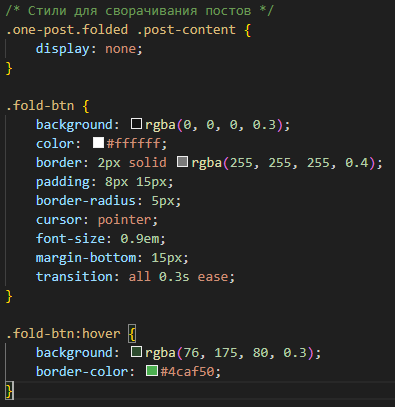 /* Стили для сворачивания постов */
.one-post.folded .post-content {
    display: none;
}

.fold-btn {
    background: rgba(0, 0, 0, 0.3);
    color: #ffffff;
    border: 2px solid rgba(255, 255, 255, 0.4);
    padding: 8px 15px;
    border-radius: 5px;
    cursor: pointer;
    font-size: 0.9em;
    margin-bottom: 15px;
    transition: all 0.3s ease;
}

.fold-btn:hover {
    background: rgba(76, 175, 80, 0.3);
    border-color: #4caf50;
}